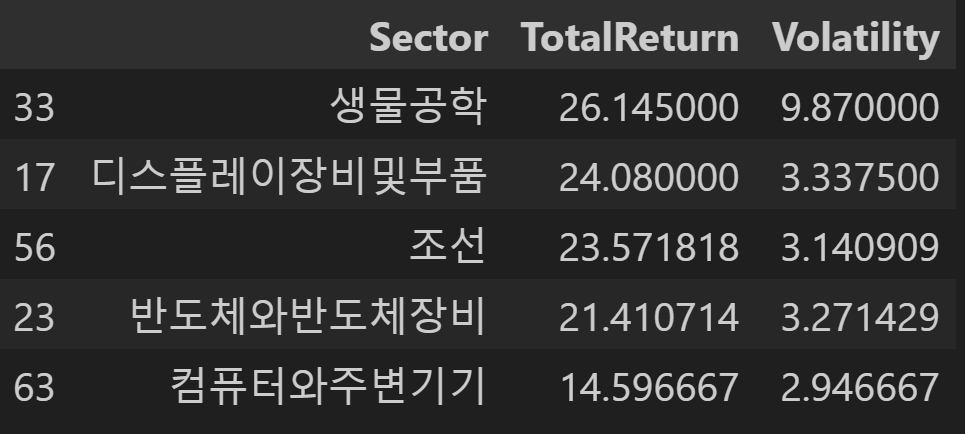 Sector TotalReturn Volatility
33 생물공학 26.145000 9.870000
17 디스플레이장비및부품 24.080000 3.337500
56 조선 23.571818 3.140909
23 반도체와반도체장비 21.410714 3.271429
63 컴퓨터와주변기기 14.596667 2.946667